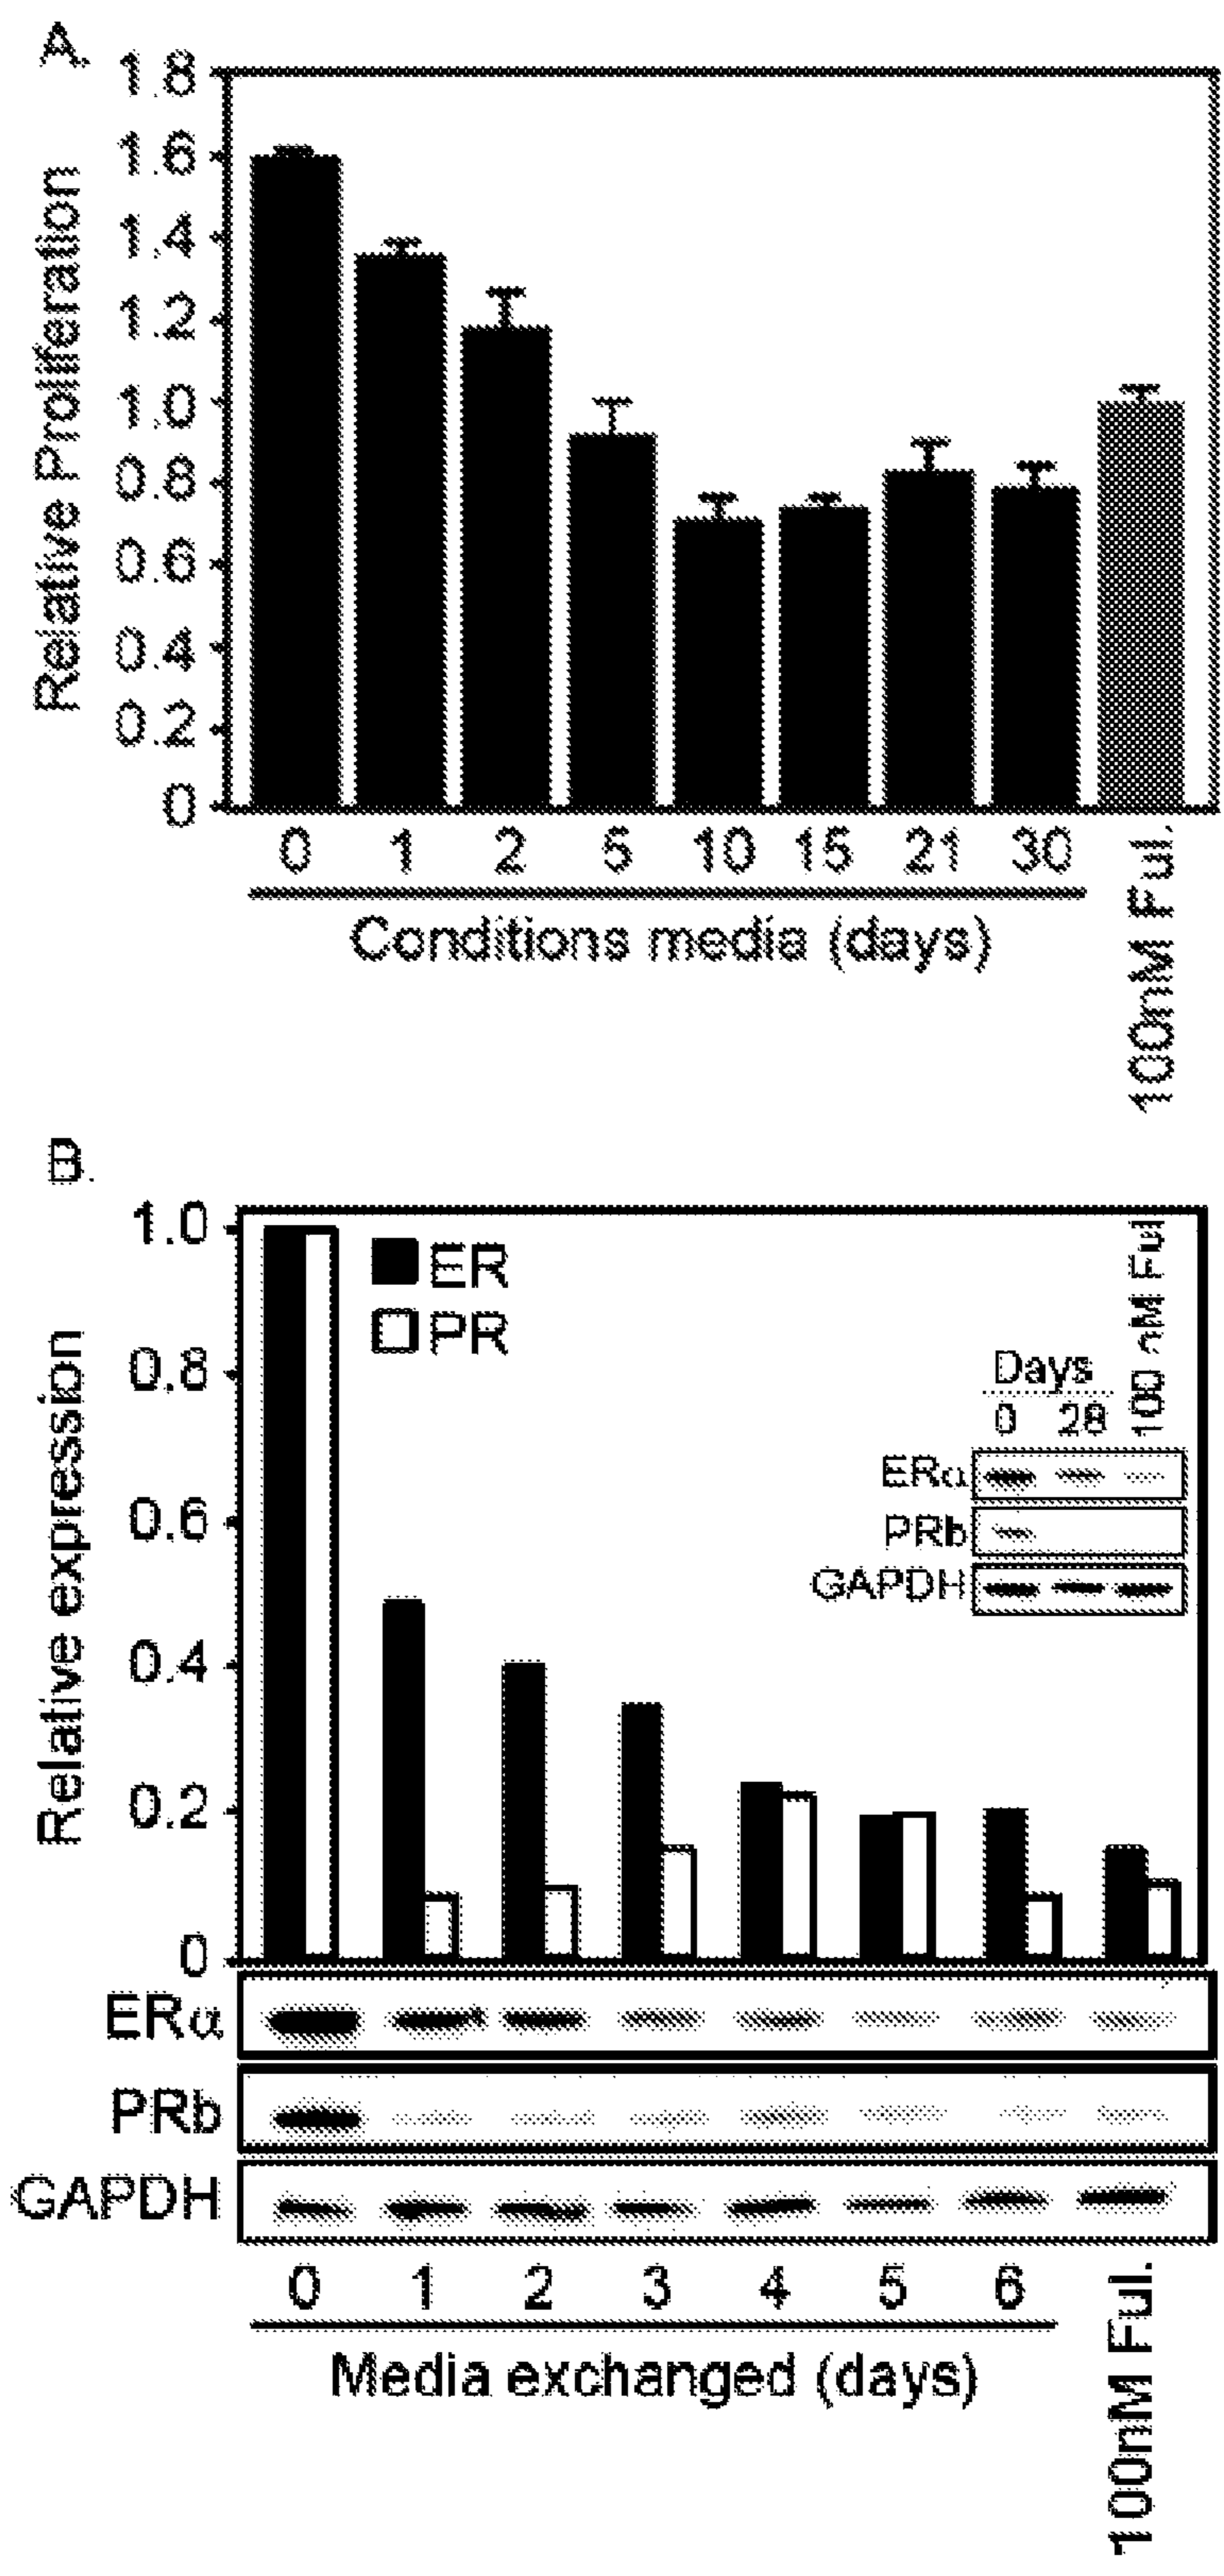 A.
Relative Proliferation
1.8
1.6
1.4
1.2
1.0
0.8
0.6
0.4
0.2
0
0 1 2 5 10 15 21 30
Conditions media (days)
100nM Ful.
B.
Relative expression
1.0
0.8
0.6
0.4
0.2
0
ER
PR
Days
0 28
100 nM Ful
ERα
PRb
GAPDH
ERα
PRb
GAPDH
0 1 2 3 4 5 6
Media exchanged (days)
100nM Ful.